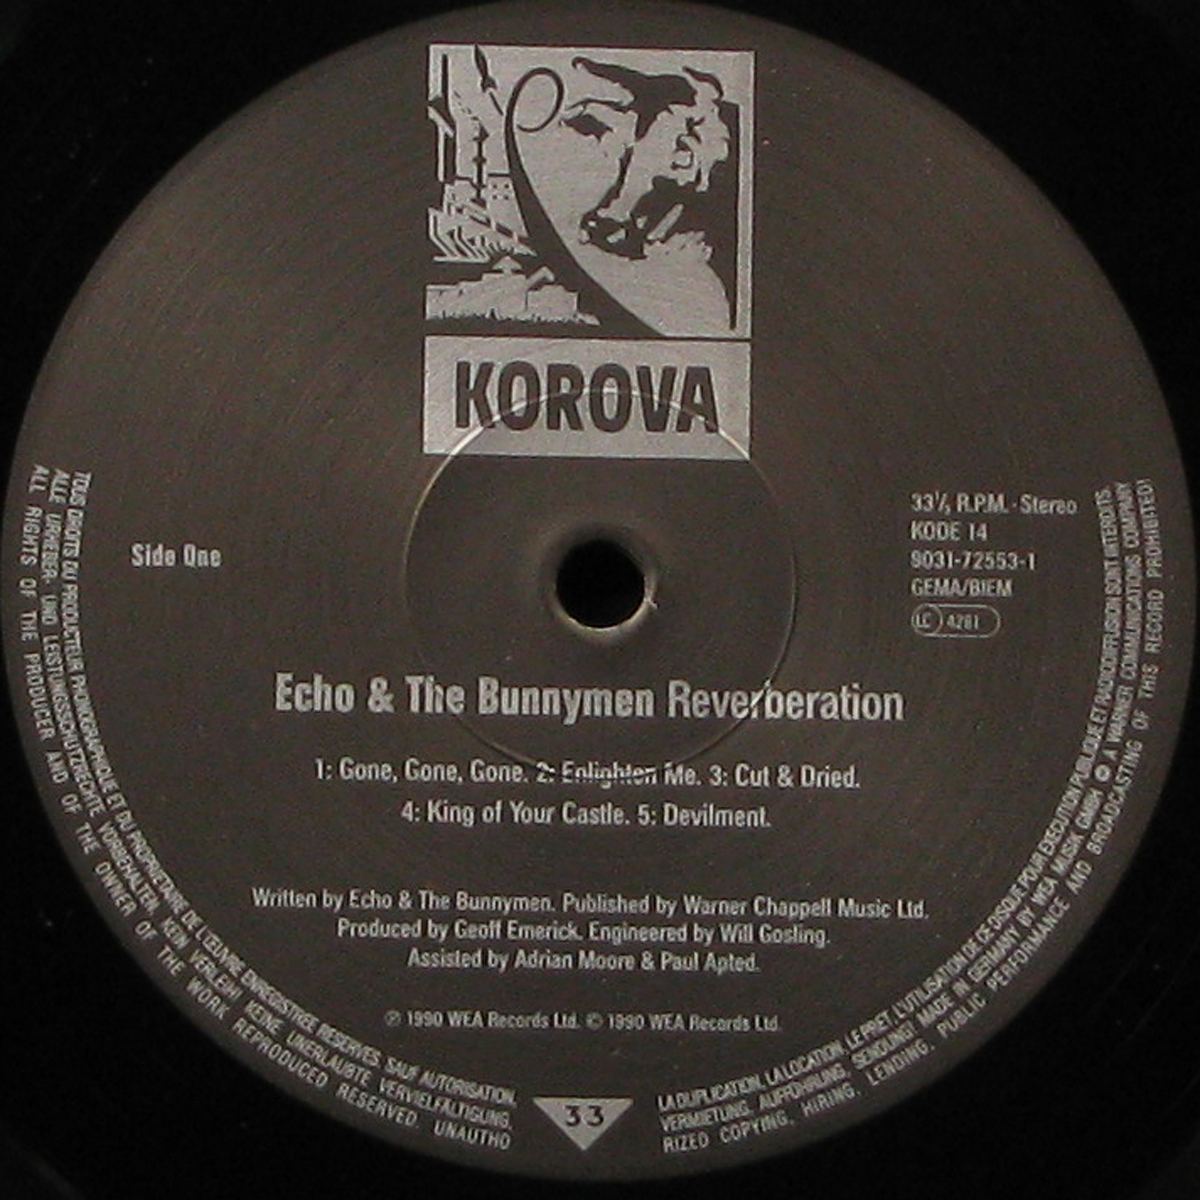 KOROVA
33⅓ R.P.M. · Stereo
KODE 14
9031-72553-1
GEMA/BIEM
LC 4281
Side One
Echo & The Bunnymen Reverberation
1: Gone, Gone, Gone. 2: Enlighten Me. 3: Cut & Dried.
4: King of Your Castle. 5: Devilment.
Written by Echo & The Bunnymen. Published by Warner Chappell Music Ltd.
Produced by Geoff Emerick. Engineered by Will Gosling.
Assisted by Adrian Moore & Paul Apted.
℗ 1990 WEA Records Ltd. © 1990 WEA Records Ltd.
TOUS DROITS DU PRODUCTEUR PHONOGRAPHIQUE ET DU PROPRIETAIRE DE L'ŒUVRE ENREGISTREE RESERVES. SAUF AUTORISATION,
LA DUPLICATION, LA LOCATION, LE PRET, L'UTILISATION DE CE DISQUE POUR EXECUTION PUBLIQUE ET RADIODIFFUSION SONT INTERDITS.
ALLE URHEBER- UND LEISTUNGSSCHUTZRECHTE VORBEHALTEN. KEIN VERLEIH! KEINE UNERLAUBTE VERVIELFÄLTIGUNG,
VERMIETUNG, AUFFÜHRUNG, SENDUNG! MADE IN GERMANY BY WEA MUSIK GMBH A WARNER COMMUNICATIONS COMPANY
ALL RIGHTS OF THE PRODUCER AND OF THE OWNER OF THE WORK REPRODUCED RESERVED. UNAUTHO
RIZED COPYING, HIRING, LENDING, PUBLIC PERFORMANCE AND BROADCASTING OF THIS RECORD PROHIBITED!
33